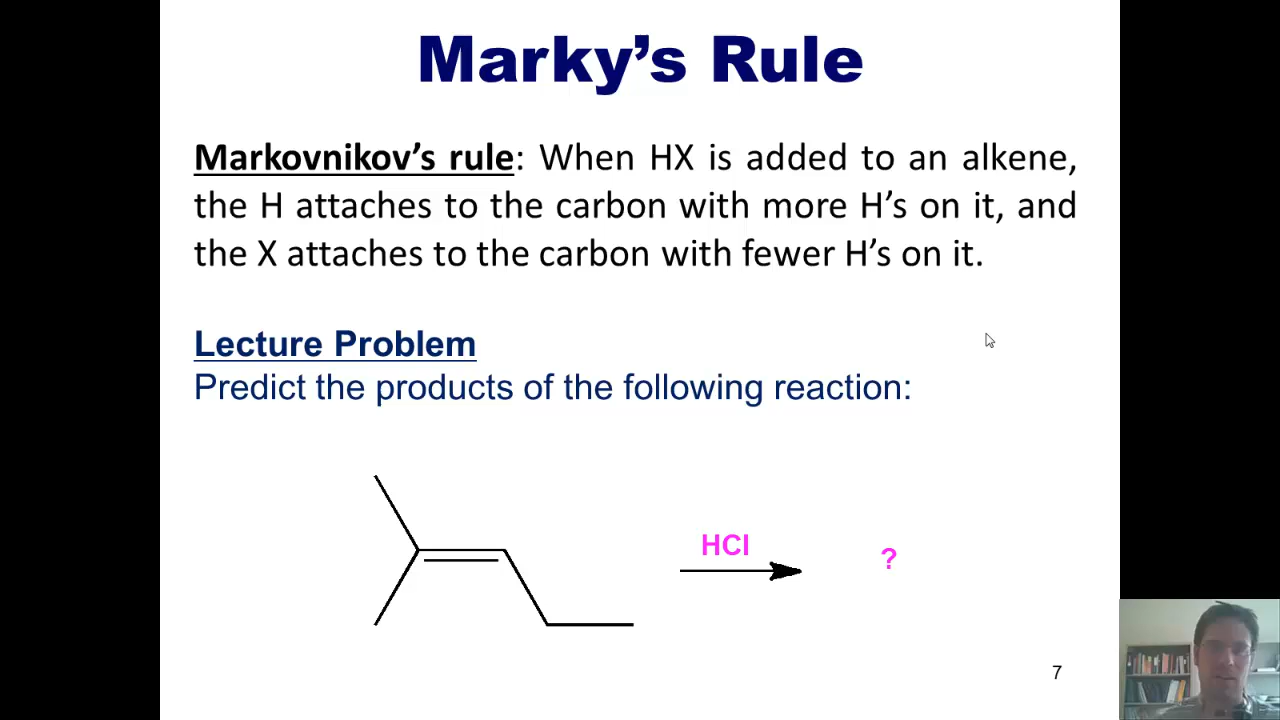 Marky’s Rule
Markovnikov’s rule: When HX is added to an alkene,
the H attaches to the carbon with more H’s on it, and
the X attaches to the carbon with fewer H’s on it.
Lecture Problem
Predict the products of the following reaction:
HCl
?
7